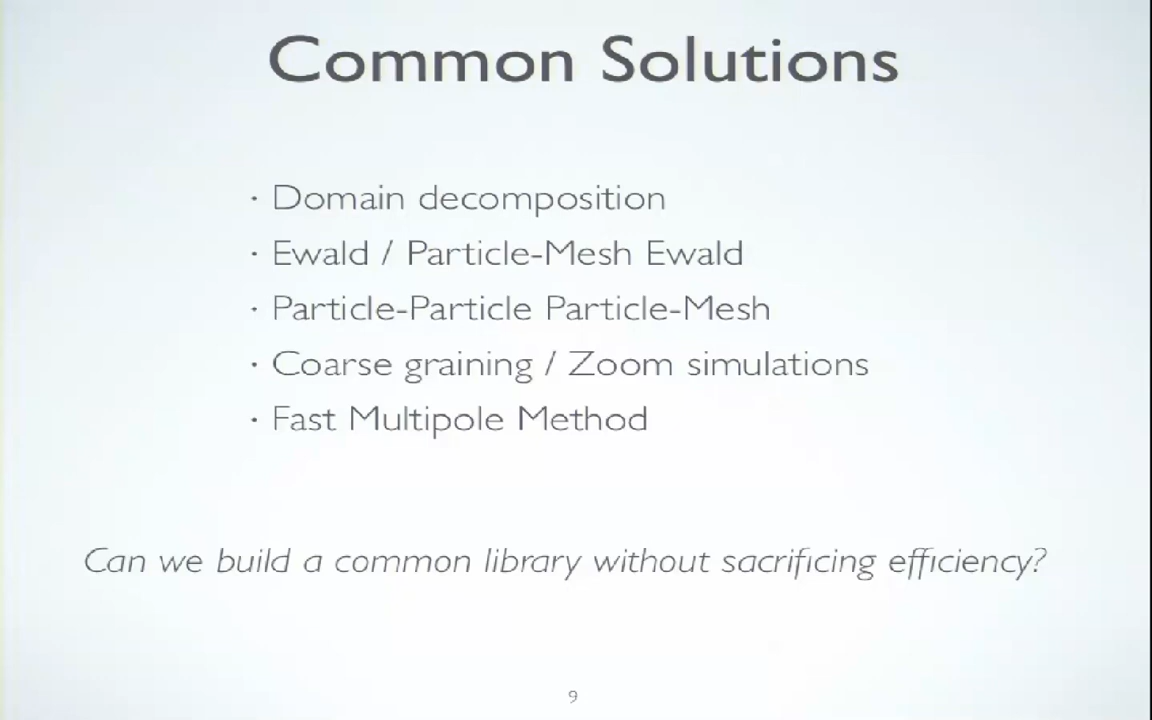 Common Solutions
· Domain decomposition
· Ewald / Particle-Mesh Ewald
· Particle-Particle Particle-Mesh
· Coarse graining / Zoom simulations
· Fast Multipole Method
Can we build a common library without sacrificing efficiency?
9